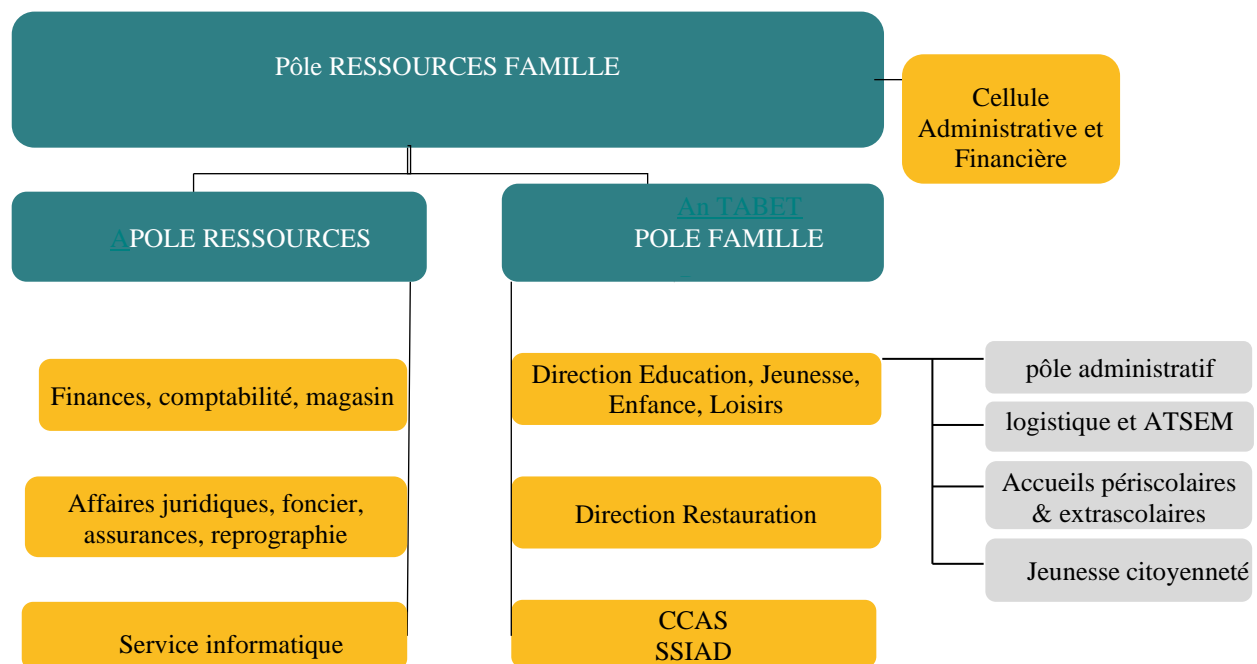 Pôle RESSOURCES FAMILLE
Cellule
Administrative et
Financière
APOLE RESSOURCES
An TABET
POLE FAMILLE
Finances, comptabilité, magasin
Affaires juridiques, foncier,
assurances, reprographie
Service informatique
Direction Education, Jeunesse,
Enfance, Loisirs
Direction Restauration
CCAS
SSIAD
pôle administratif
logistique et ATSEM
Accueils périscolaires
& extrascolaires
Jeunesse citoyenneté